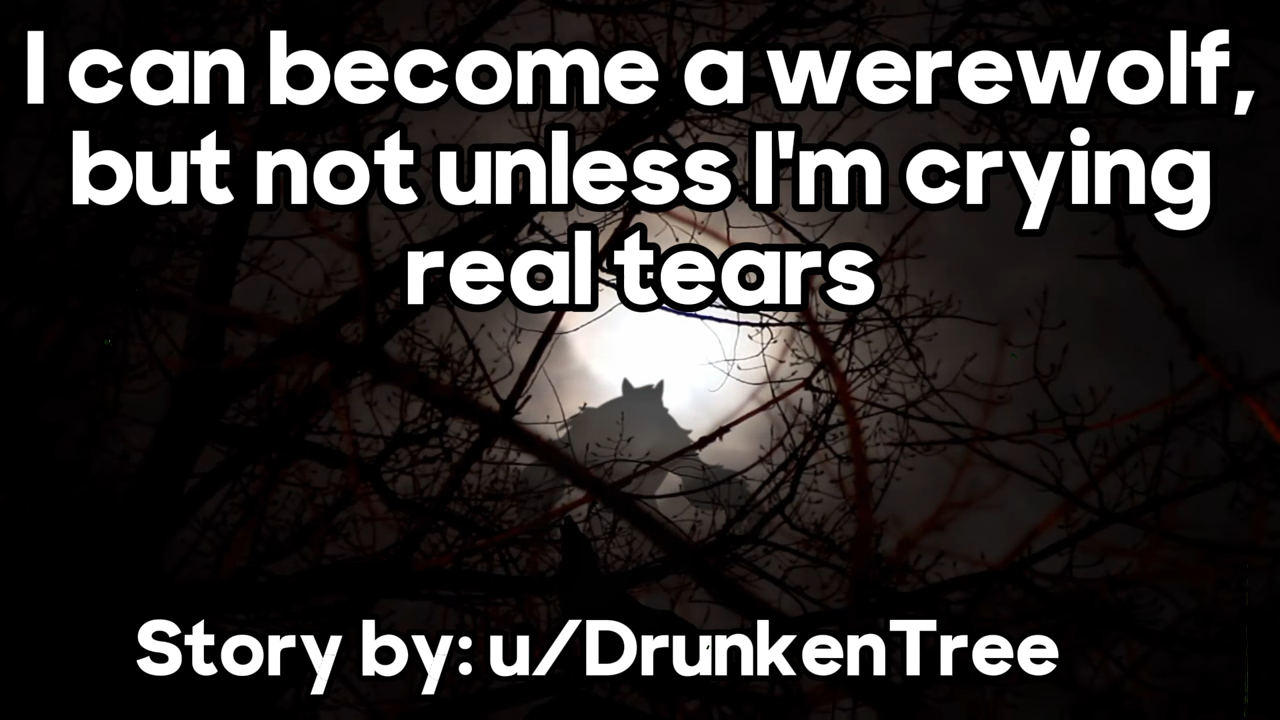 I can become a werewolf,
but not unless I'm crying
real tears
Story by: u/DrunkenTree